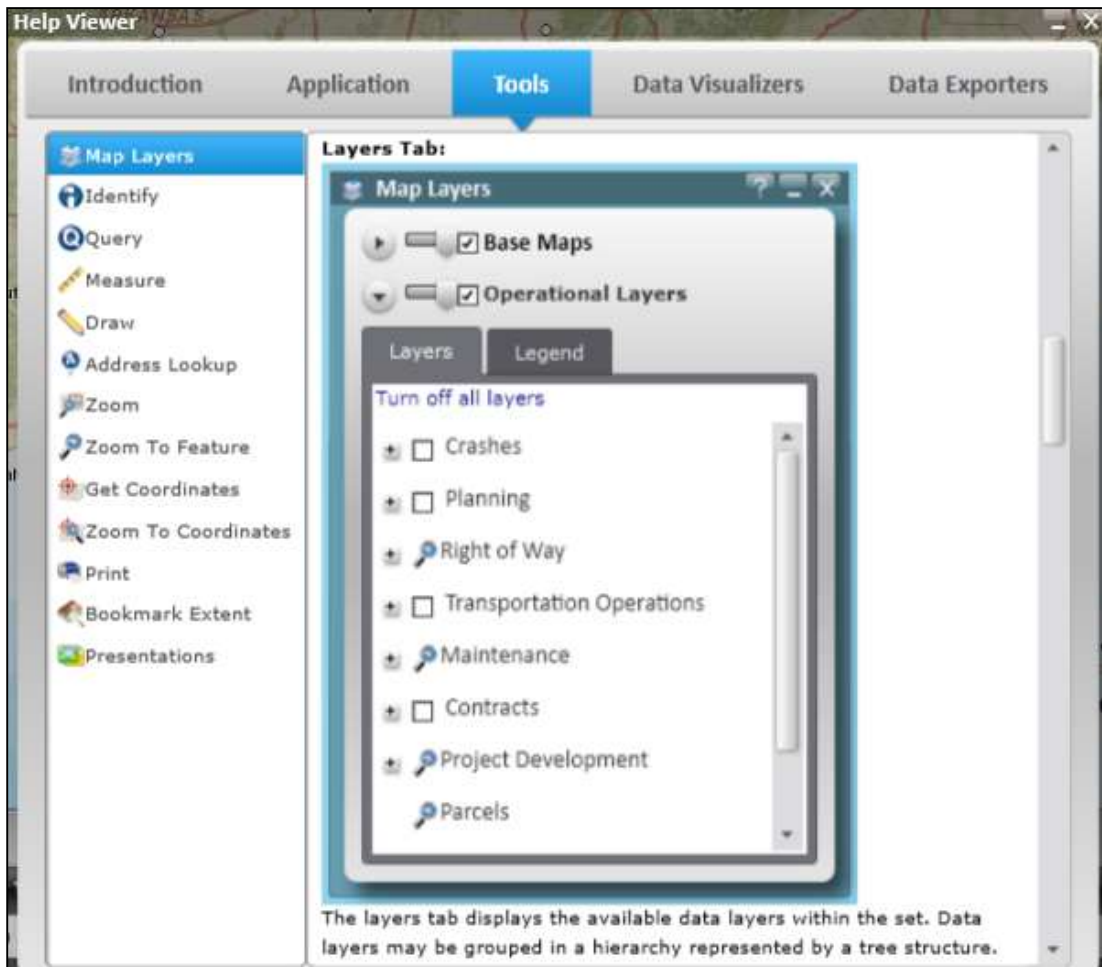 Help Viewer
Introduction
Application
Tools
Data Visualizers
Data Exporters
Map Layers
Identify
Query
Measure
Draw
Address Lookup
Zoom
Zoom To Feature
Get Coordinates
Zoom To Coordinates
Print
Bookmark Extent
Presentations
Layers Tab:
Map Layers
Base Maps
Operational Layers
Layers
Legend
Turn off all layers
Crashes
Planning
Right of Way
Transportation Operations
Maintenance
Contracts
Project Development
Parcels
The layers tab displays the available data layers within the set. Data
layers may be grouped in a hierarchy represented by a tree structure.